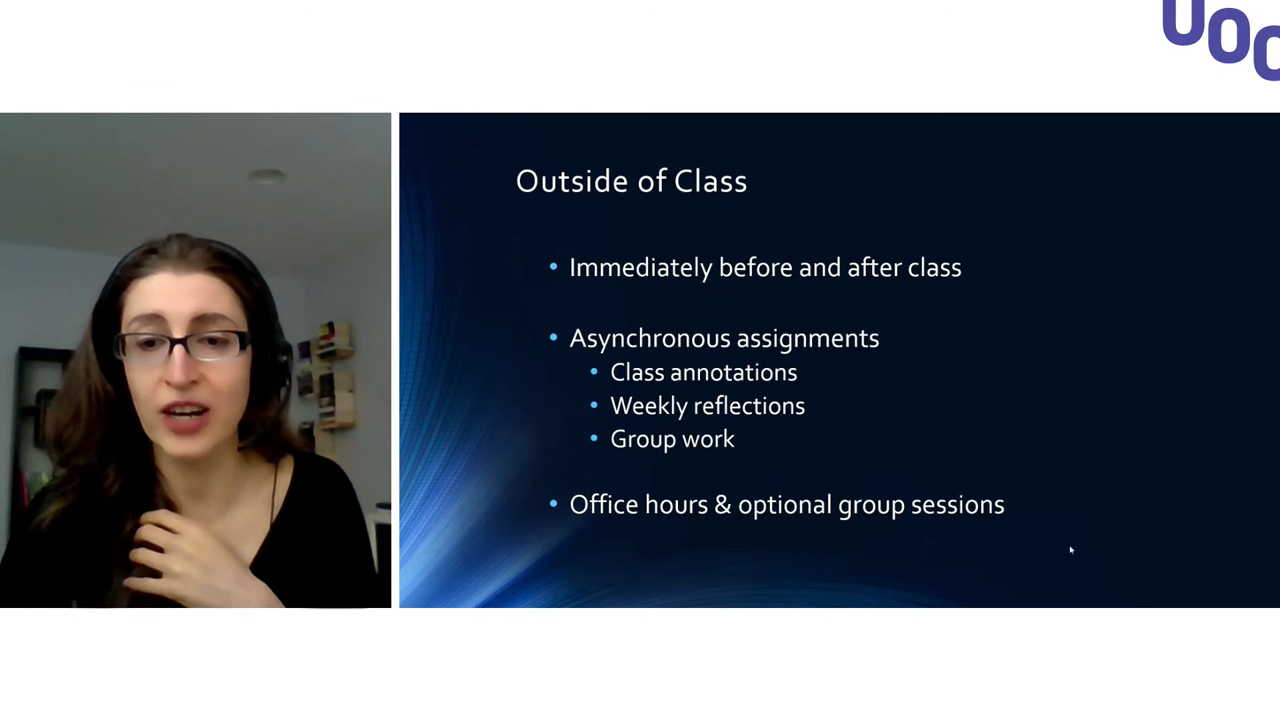 UOC
Outside of Class
• Immediately before and after class
• Asynchronous assignments
• Class annotations
• Weekly reflections
• Group work
• Office hours & optional group sessions